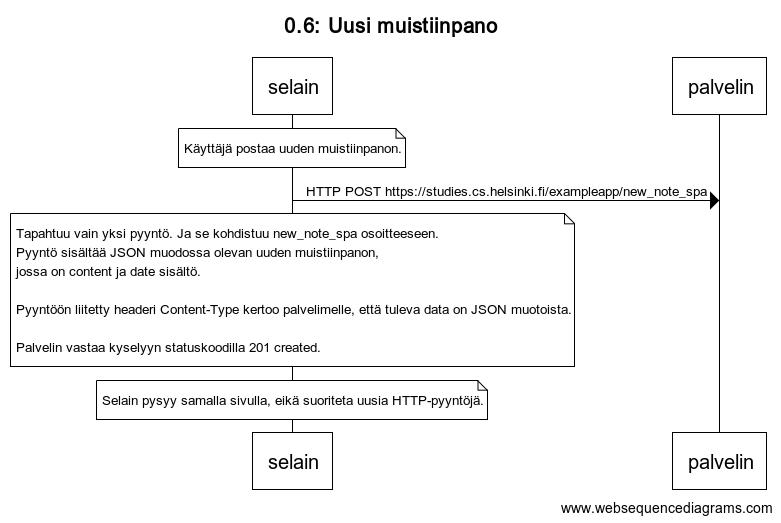 0.6: Uusi muistiinpano
selain
palvelin
Käyttäjä postaa uuden muistiinpanon.
HTTP POST https://studies.cs.helsinki.fi/exampleapp/new_note_spa
Tapahtuu vain yksi pyyntö. Ja se kohdistuu new_note_spa osoitteeseen.
Pyyntö sisältää JSON muodossa olevan uuden muistiinpanon,
jossa on content ja date sisältö.
Pyyntöön liitetty headeri Content-Type kertoo palvelimelle, että tuleva data on JSON muotoista.
Palvelin vastaa kyselyyn statuskoodilla 201 created.
Selain pysyy samalla sivulla, eikä suoriteta uusia HTTP-pyyntöjä.
selain
palvelin
www.websequencediagrams.com